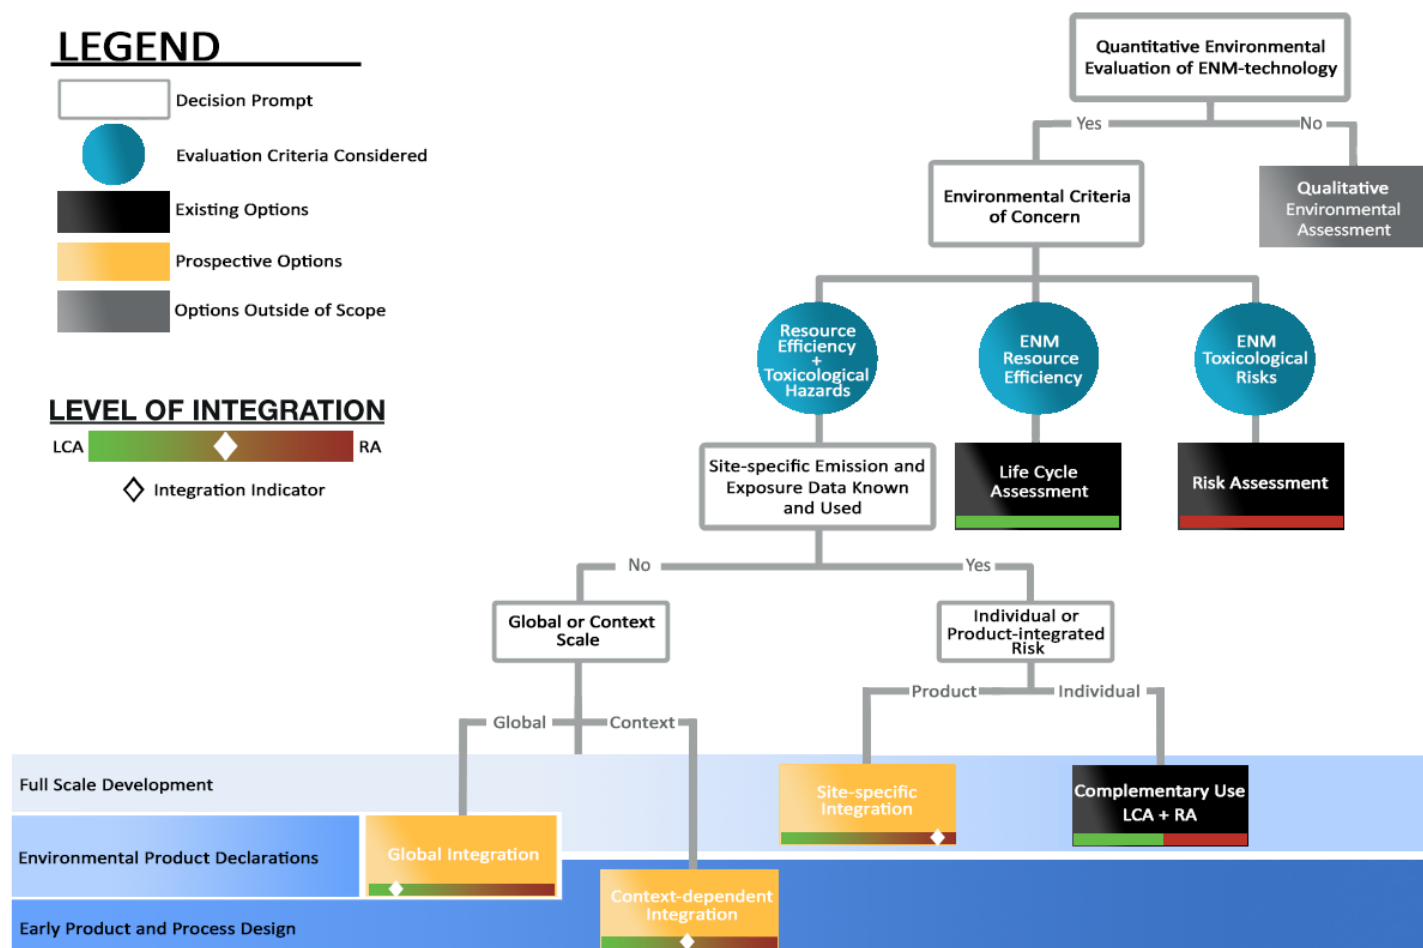 LEGEND
Decision Prompt
Evaluation Criteria Considered
Existing Options
Prospective Options
Options Outside of Scope
LEVEL OF INTEGRATION
LCA
RA
Integration Indicator
Quantitative Environmental
Evaluation of ENM-technology
Yes
No
Environmental Criteria
of Concern
Qualitative
Environmental
Assessment
Resource
Efficiency
+
Toxicological
Hazards
ENM
Resource
Efficiency
ENM
Toxicological
Risks
Site-specific Emission and
Exposure Data Known
and Used
Life Cycle
Assessment
Risk Assessment
No
Yes
Global or Context
Scale
Individual or
Product-integrated
Risk
Product
Individual
Global
Context
Full Scale Development
Site-specific
Integration
Complementary Use
LCA + RA
Environmental Product Declarations
Global Integration
Context-dependent
Integration
Early Product and Process Design